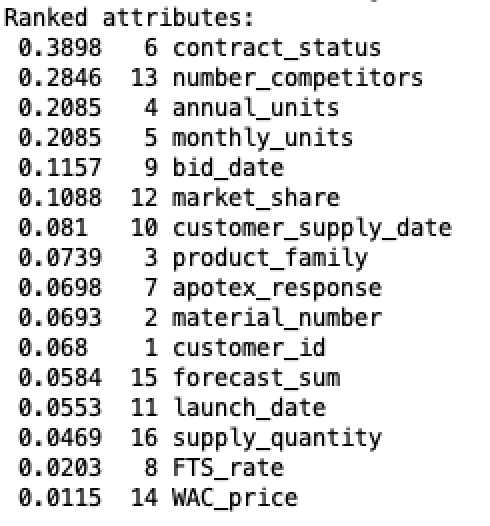 Ranked attributes:
0.3898 6 contract_status
0.2846 13 number_competitors
0.2085 4 annual_units
0.2085 5 monthly_units
0.1157 9 bid_date
0.1088 12 market_share
0.081 10 customer_supply_date
0.0739 3 product_family
0.0698 7 apotex_response
0.0693 2 material_number
0.068 1 customer_id
0.0584 15 forecast_sum
0.0553 11 launch_date
0.0469 16 supply_quantity
0.0203 8 FTS_rate
0.0115 14 WAC_price